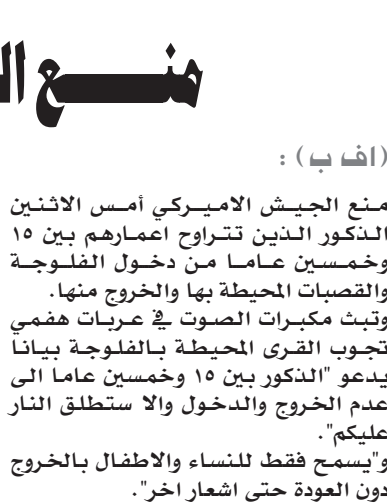 منع ال
(اف ب) :
منع الجيش الاميركي أمس الاثنين
الذكور الذين تتراوح اعمارهم بين ١٥
وخمسين عاما من دخول الفلوجة
والقصبات المحيطة بها والخروج منها.
وتبث مكبرات الصوت في عربات همفي
تجوب القرى المحيطة بالفلوجة بيانا
يدعو "الذكور بين ١٥ وخمسين عاما الى
عدم الخروج والدخول والا ستطلق النار
عليكم".
و"يسمح فقط للنساء والاطفال بالخروج
دون العودة حتى اشعار اخر".